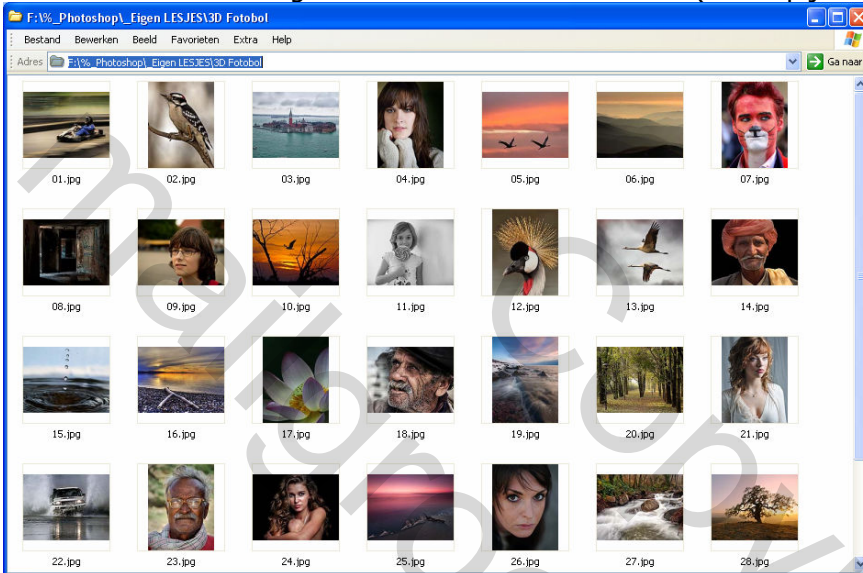 F:\%_Photoshop\_Eigen LESJES\3D Fotobol
Bestand Bewerken Beeld Favorieten Extra Help
Adres F:\%_Photoshop\_Eigen LESJES\3D Fotobol Ga naar
01.jpg 02.jpg 03.jpg 04.jpg 05.jpg 06.jpg 07.jpg
08.jpg 09.jpg 10.jpg 11.jpg 12.jpg 13.jpg 14.jpg
15.jpg 16.jpg 17.jpg 18.jpg 19.jpg 20.jpg 21.jpg
22.jpg 23.jpg 24.jpg 25.jpg 26.jpg 27.jpg 28.jpg